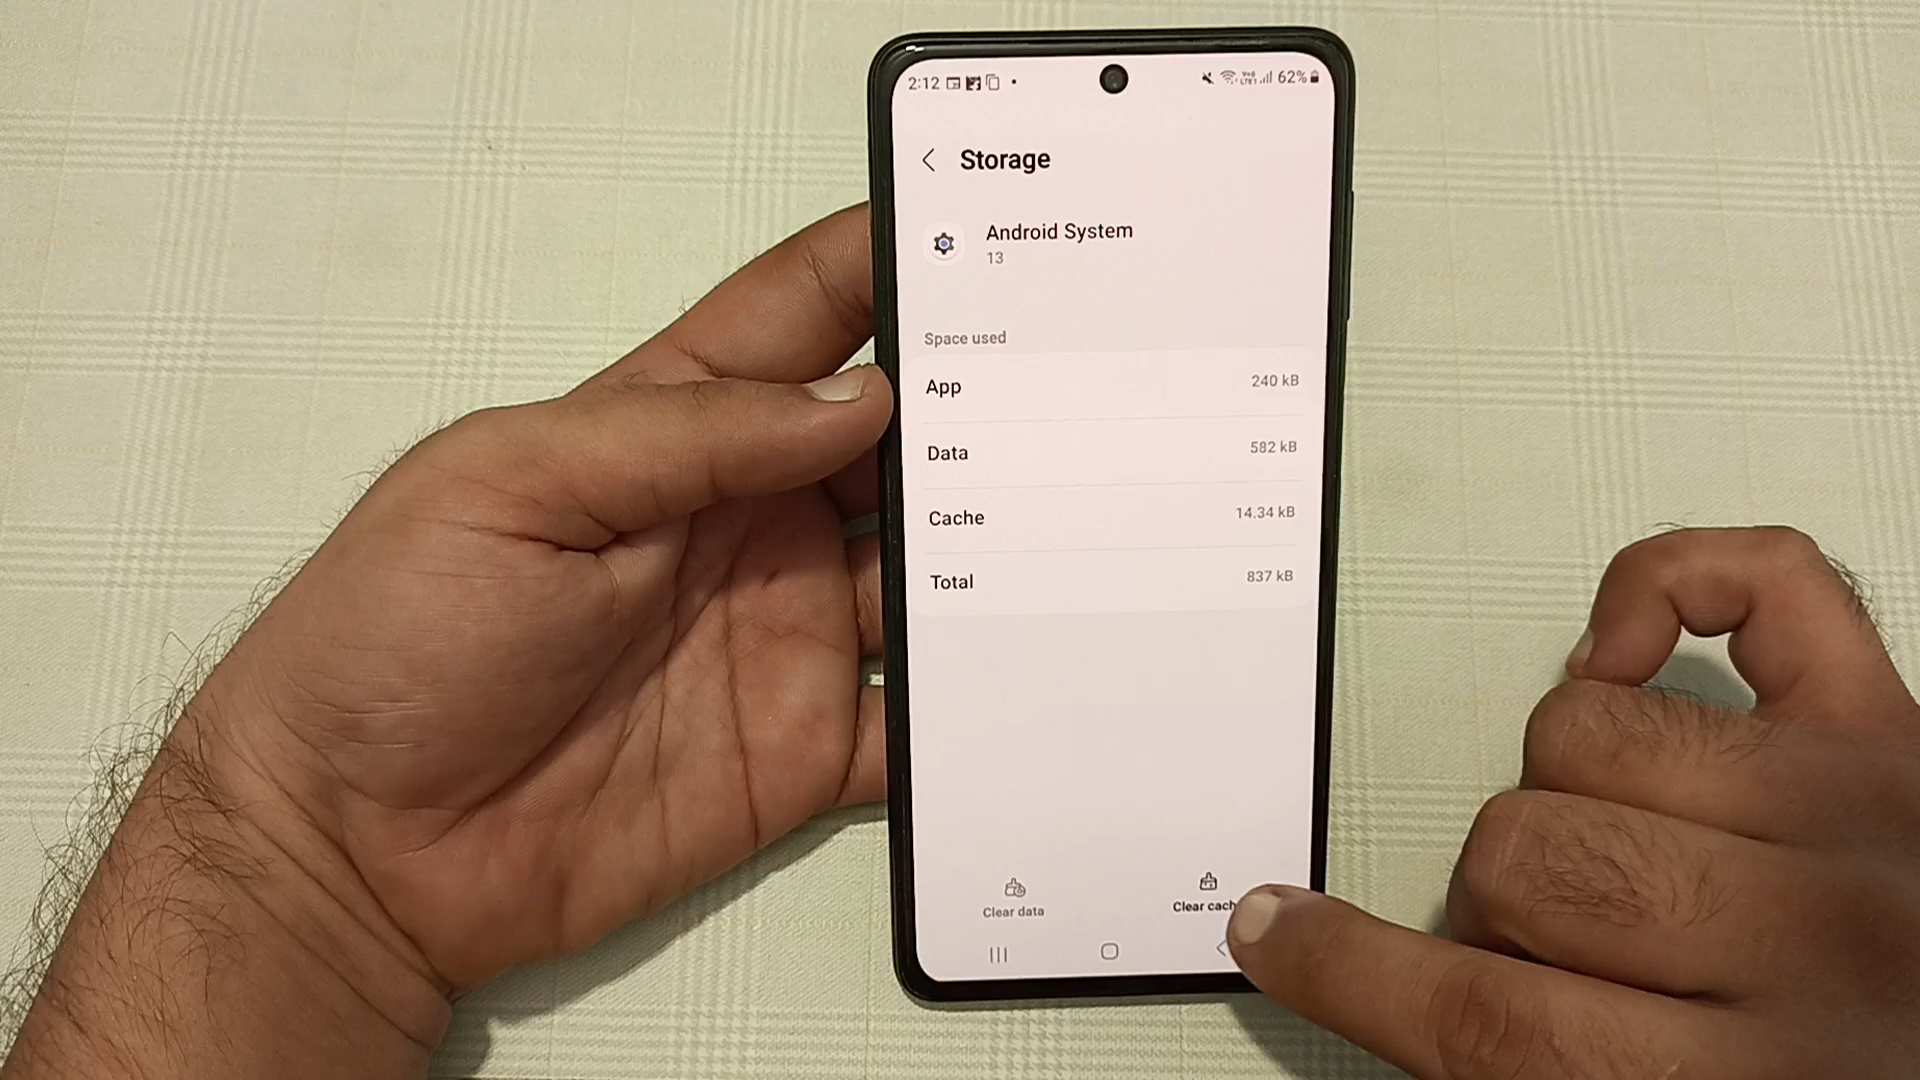 2:12 62%
Storage
Android System
13
Space used
App 240 kB
Data 582 kB
Cache 14.34 kB
Total 837 kB
Clear data Clear cach